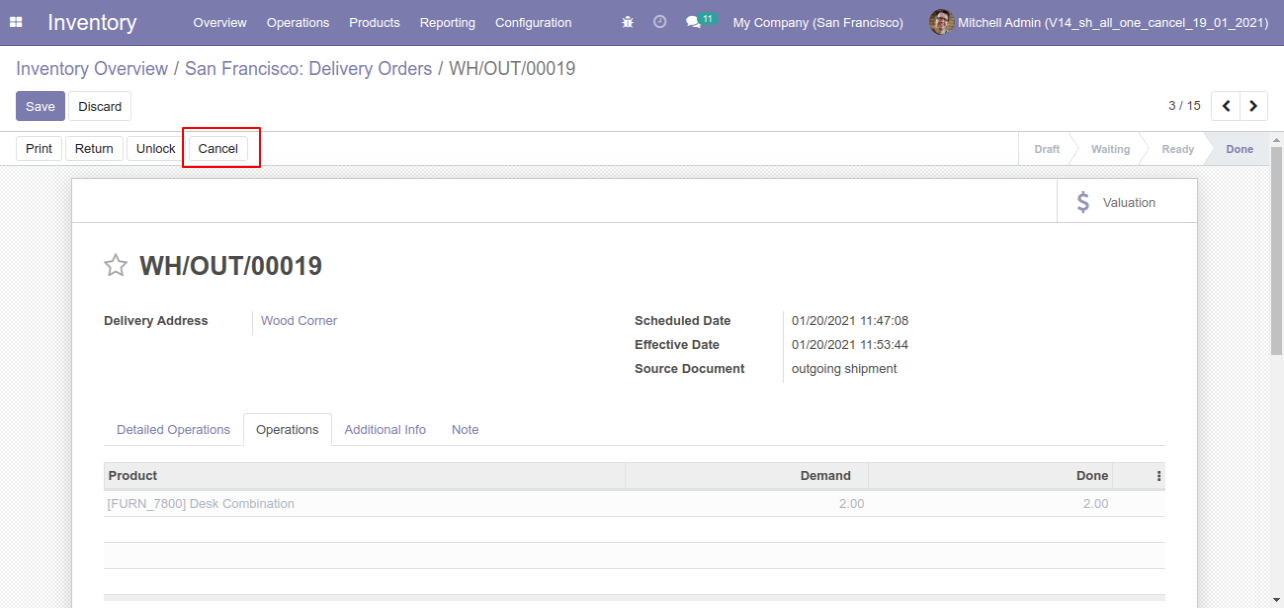 Inventory Overview Operations Products Reporting Configuration 11 My Company (San Francisco) Mitchell Admin (V14_sh_all_one_cancel_19_01_2021)
Inventory Overview / San Francisco: Delivery Orders / WH/OUT/00019
Save Discard 3 / 15
Print Return Unlock Cancel Draft Waiting Ready Done
$ Valuation
WH/OUT/00019
Delivery Address Wood Corner Scheduled Date 01/20/2021 11:47:08
Effective Date 01/20/2021 11:53:44
Source Document outgoing shipment
Detailed Operations Operations Additional Info Note
Product Demand Done
[FURN_7800] Desk Combination 2.00 2.00